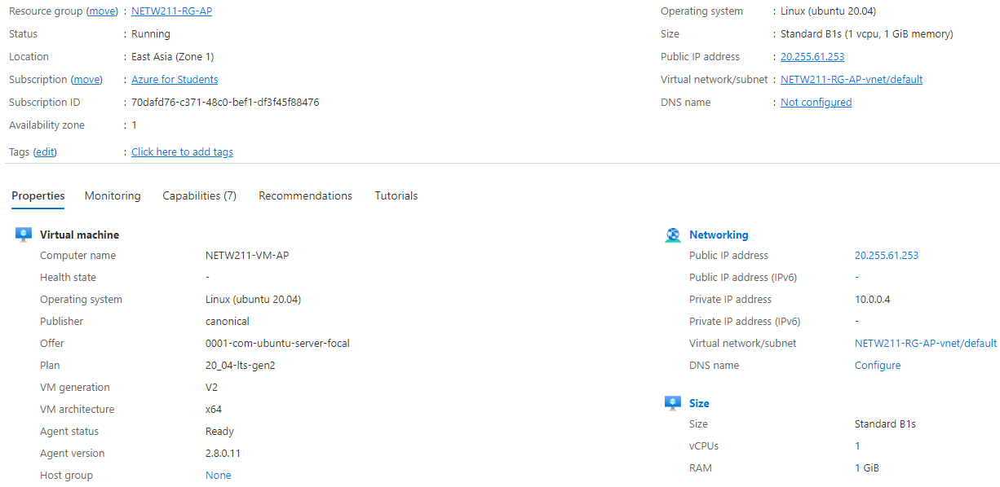 Resource group (move) : NETW211-RG-AP
Status : Running
Location : East Asia (Zone 1)
Subscription (move) : Azure for Students
Subscription ID : 70dafd76-c371-48c0-bef1-df3f45f88476
Availability zone : 1
Tags (edit) : Click here to add tags
Operating system : Linux (ubuntu 20.04)
Size : Standard B1s (1 vcpu, 1 GiB memory)
Public IP address : 20.255.61.253
Virtual network/subnet : NETW211-RG-AP-vnet/default
DNS name : Not configured
Properties Monitoring Capabilities (7) Recommendations Tutorials
Virtual machine
Computer name NETW211-VM-AP
Health state -
Operating system Linux (ubuntu 20.04)
Publisher canonical
Offer 0001-com-ubuntu-server-focal
Plan 20_04-lts-gen2
VM generation V2
VM architecture x64
Agent status Ready
Agent version 2.8.0.11
Host group None
Networking
Public IP address 20.255.61.253
Public IP address (IPv6) -
Private IP address 10.0.0.4
Private IP address (IPv6) -
Virtual network/subnet NETW211-RG-AP-vnet/default
DNS name Configure
Size
Size Standard B1s
vCPUs 1
RAM 1 GiB